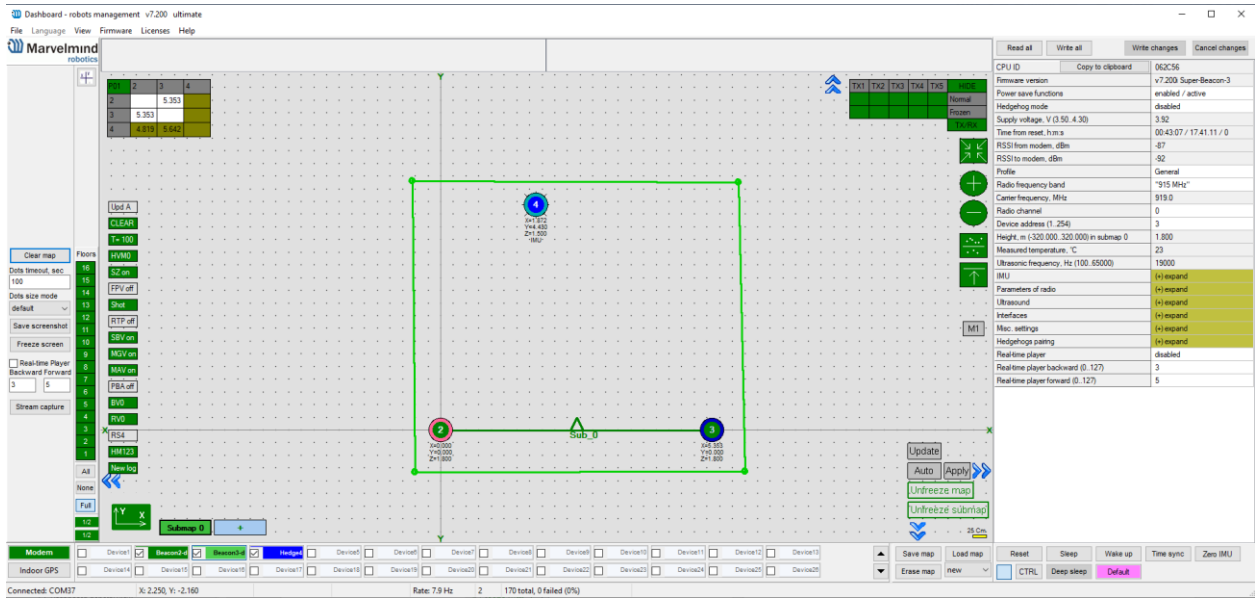 Dashboard - robots management v7.200 ultimate
File Language View Firmware Licenses Help
Marvelmind
robotics
Read all Write all Write changes Cancel changes
CPU ID Copy to clipboard 062C56
Firmware version v7.200i Super-Beacon-3
Power save functions enabled / active
Hedgehog mode disabled
Supply voltage, V (3.50..4.30) 3.92
Time from reset, h:m:s 00:43:07 / 17.41.11 / 0
RSSI from modem, dBm -87
RSSI to modem, dBm -92
Profile General
Radio frequency band "915 MHz"
Carrier frequency, MHz 919.0
Radio channel 0
Device address (1..254) 3
Height, m (-320.000..320.000) in submap 0 1.800
Measured temperature, °C 23
Ultrasonic frequency, Hz (100..65000) 19000
IMU (+) expand
Parameters of radio (+) expand
Ultrasound (+) expand
Interfaces (+) expand
Misc. settings (+) expand
Hedgehogs pairing (+) expand
Real-time player disabled
Real-time player backward (0..127) 3
Real-time player forward (0..127) 5
2 3 4
2 5.353
3 5.353
4 4.819 5.642
TX1 TX2 TX3 TX4 TX5 HIDE
Normal
Frozen
TX/RX
Y
X
X
Y
4
X=1.872
Y=4.430
Z=1.500
-IMU-
2
X=0.000
Y=0.000
Z=1.800
Sub_0
3
X=5.353
Y=0.000
Z=1.800
Upd A
CLEAR
T= 100
HVM0
SZ on
FPV off
Shot
RTP off
SBV on
MGV on
MAV on
PBA off
BV0
RV0
RS4
HM123
New log
M1
Clear map
Dots timeout, sec
100
Dots size mode
default
Save screenshot
Freeze screen
Real-time Player
Backward Forward
3 5
Stream capture
Floors
16
15
14
13
12
11
10
9
8
7
6
5
4
3
2
1
All
None
Full
1/2
1/2
Update
Auto Apply
Unfreeze map
Unfreeze submap
25 Cm
Y X
Submap 0 +
Modem Device1 Beacon2-d Beacon3-d Hedge4 Device5 Device6 Device7 Device8 Device9 Device10 Device11 Device12 Device13
Indoor GPS Device14 Device15 Device16 Device17 Device18 Device19 Device20 Device21 Device22 Device23 Device24 Device25 Device26
Save map Load map
Erase map new
Reset Sleep Wake up Time sync Zero IMU
CTRL Deep sleep Default
Connected: COM37 X: 2.250, Y: -2.160 Rate: 7.9 Hz 2 170 total, 0 failed (0%)